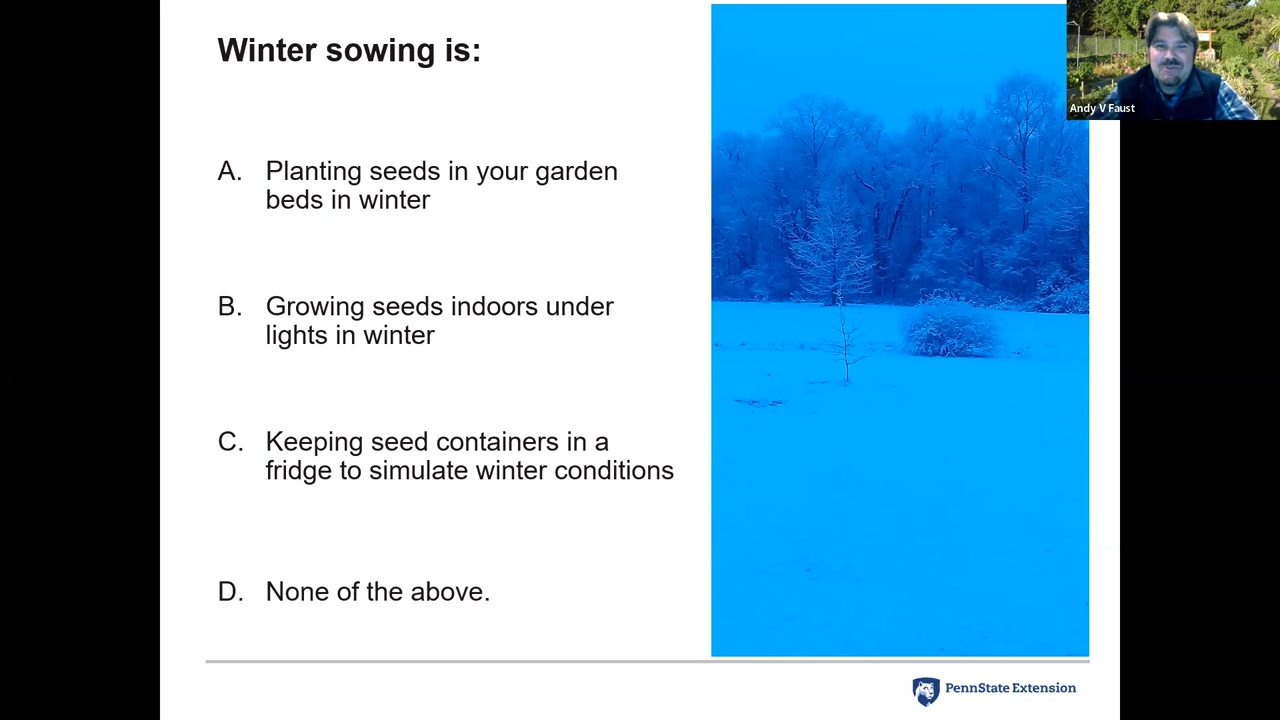 Winter sowing is:
A. Planting seeds in your garden
beds in winter
B. Growing seeds indoors under
lights in winter
C. Keeping seed containers in a
fridge to simulate winter conditions
D. None of the above.
Andy V Faust
PennState Extension